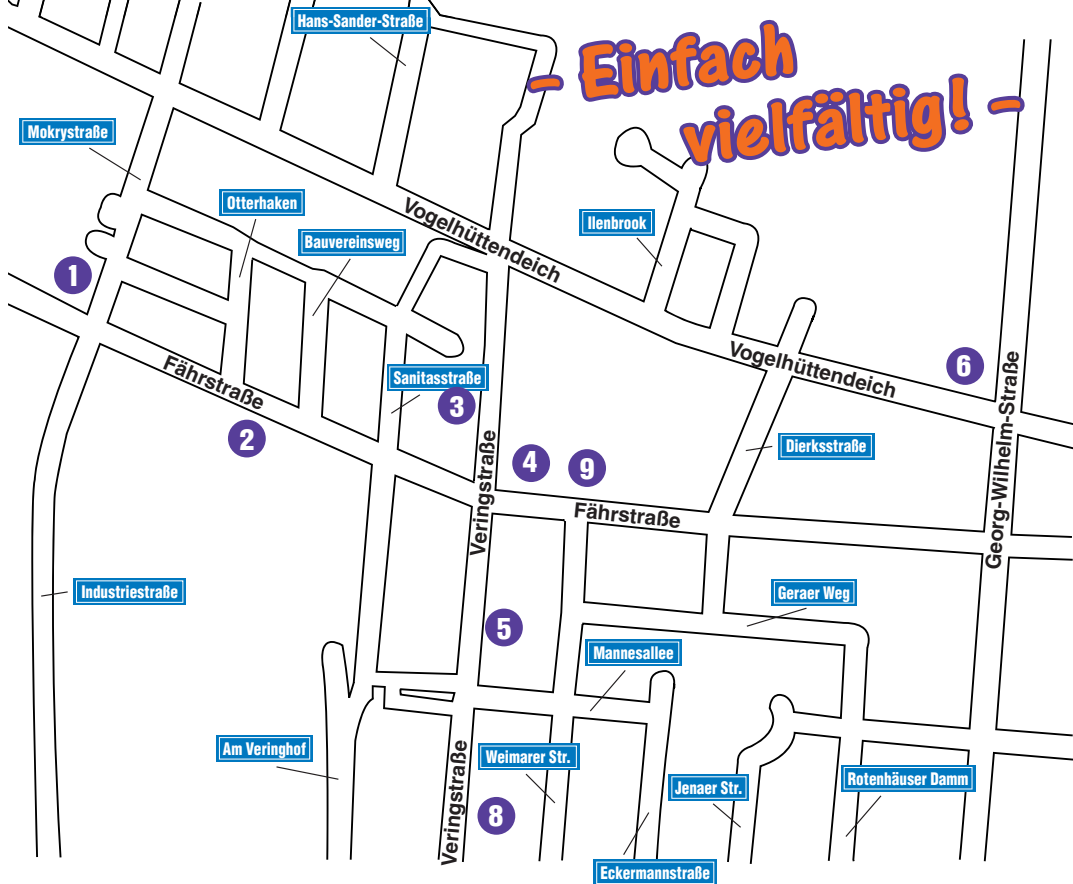 Hans-Sander-Straße
– Einfach
vielfältig! –
Mokrystraße
Otterhaken
Bauvereinsweg
Vogelhüttendeich
Ilenbrook
1
Vogelhüttendeich
6
Fährstraße
Sanitasstraße
3
2
Georg-Wilhelm-Straße
Dierksstraße
4
9
Veringstraße
Fährstraße
Industriestraße
Geraer Weg
5
Mannesallee
Am Veringhof
Veringstraße
Weimarer Str.
Jenaer Str.
Rotenhäuser Damm
8
Eckermannstraße